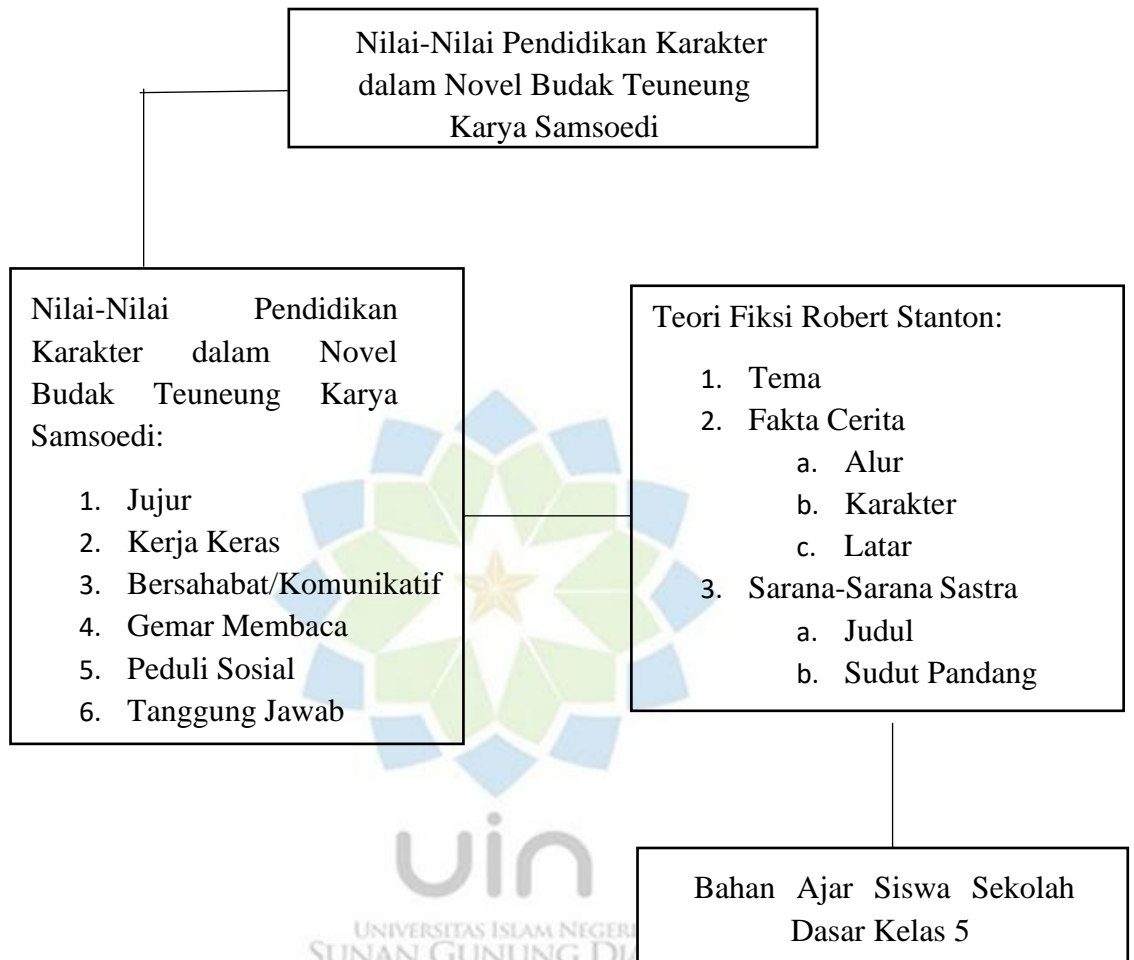 Nilai-Nilai Pendidikan Karakter
dalam Novel Budak Teuneung
Karya Samsoedi
Nilai-Nilai Pendidikan
Karakter dalam Novel
Budak Teuneung Karya
Samsoedi:
1. Jujur
2. Kerja Keras
3. Bersahabat/Komunikatif
4. Gemar Membaca
5. Peduli Sosial
6. Tanggung Jawab
Teori Fiksi Robert Stanton:
1. Tema
2. Fakta Cerita
a. Alur
b. Karakter
c. Latar
3. Sarana-Sarana Sastra
a. Judul
b. Sudut Pandang
uin
UNIVERSITAS ISLAM NEGERI
SUNAN GUNUNG
Bahan Ajar Siswa Sekolah
Dasar Kelas 5